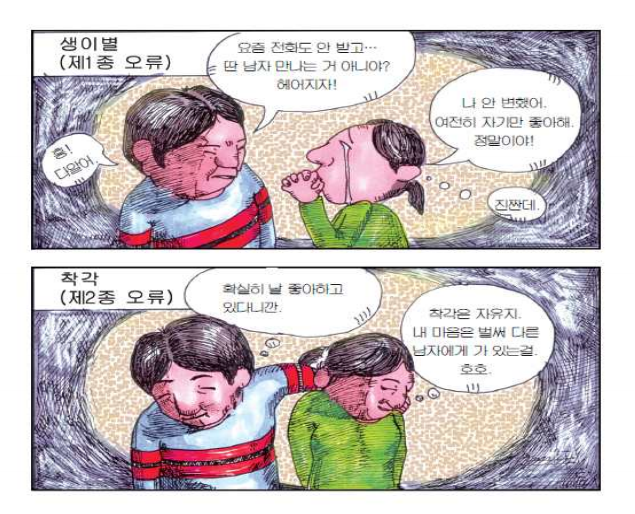 생이별
(제1종 오류)
요즘 전화도 안 받고…
딴 남자 만나는 거 아니야?
헤어지자!
나 안 변했어.
여전히 자기만 좋아해.
정말이야!
흥!
다알어.
진짠데.
착각
(제2종 오류)
확실히 날 좋아하고
있다니깐.
착각은 자유지.
내 마음은 벌써 다른
남자에게 가 있는걸.
호호.